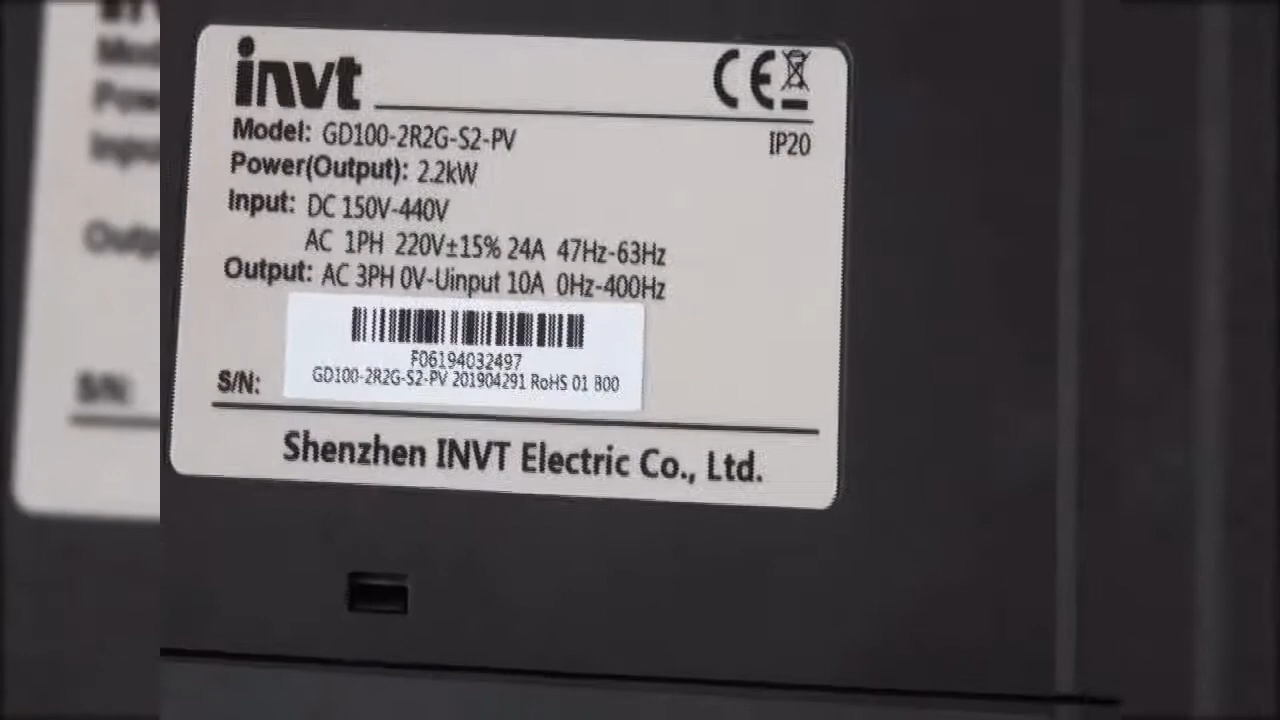 invt
CE
Model: GD100-2R2G-S2-PV
IP20
Power(Output): 2.2kW
Input: DC 150V-440V
AC 1PH 220V±15% 24A 47Hz-63Hz
Output: AC 3PH 0V-Uinput 10A 0Hz-400Hz
F06194032497
GD100-2R2G-S2-PV 201904291 RoHS 01 B00
S/N:
Shenzhen INVT Electric Co., Ltd.